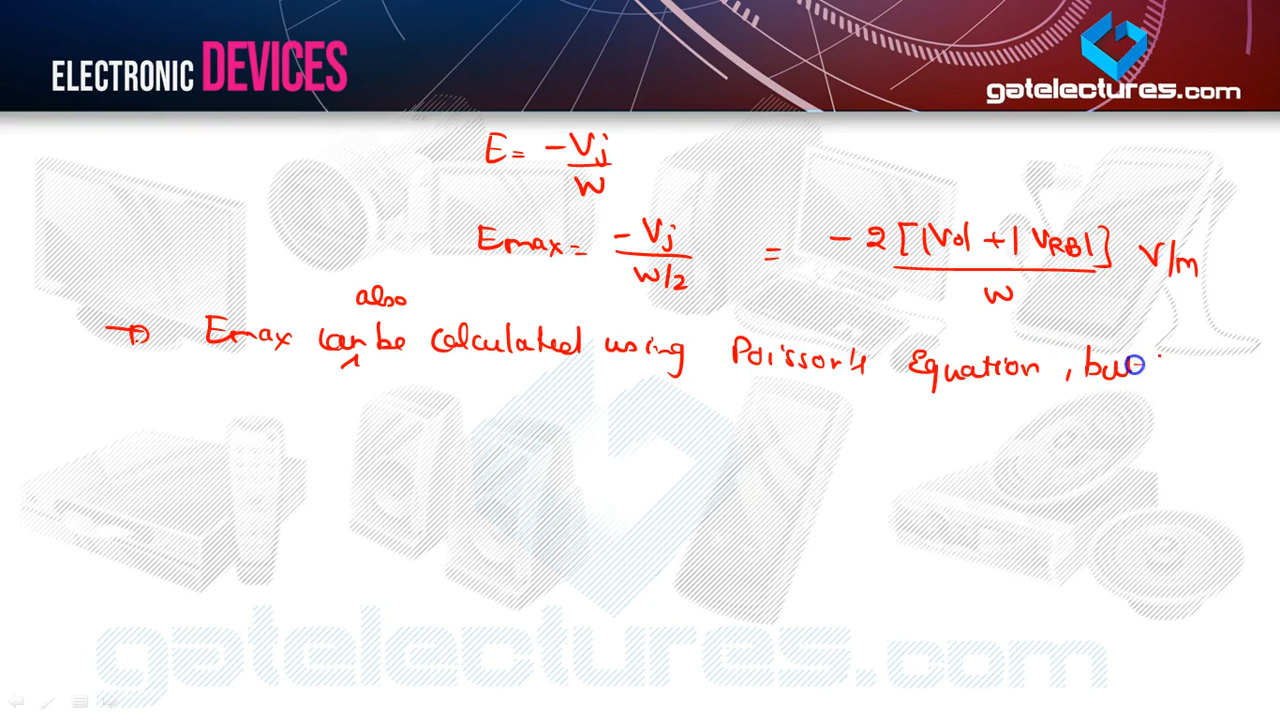 ELECTRONIC DEVICES
gatelectures.com
E = -Vj/W
Emax = -Vj/(W/2) = -2[|Vo|+|VRB|]/W V/m
also
→ Emax can be calculated using Poisson's Equation, but
gatelectures.com